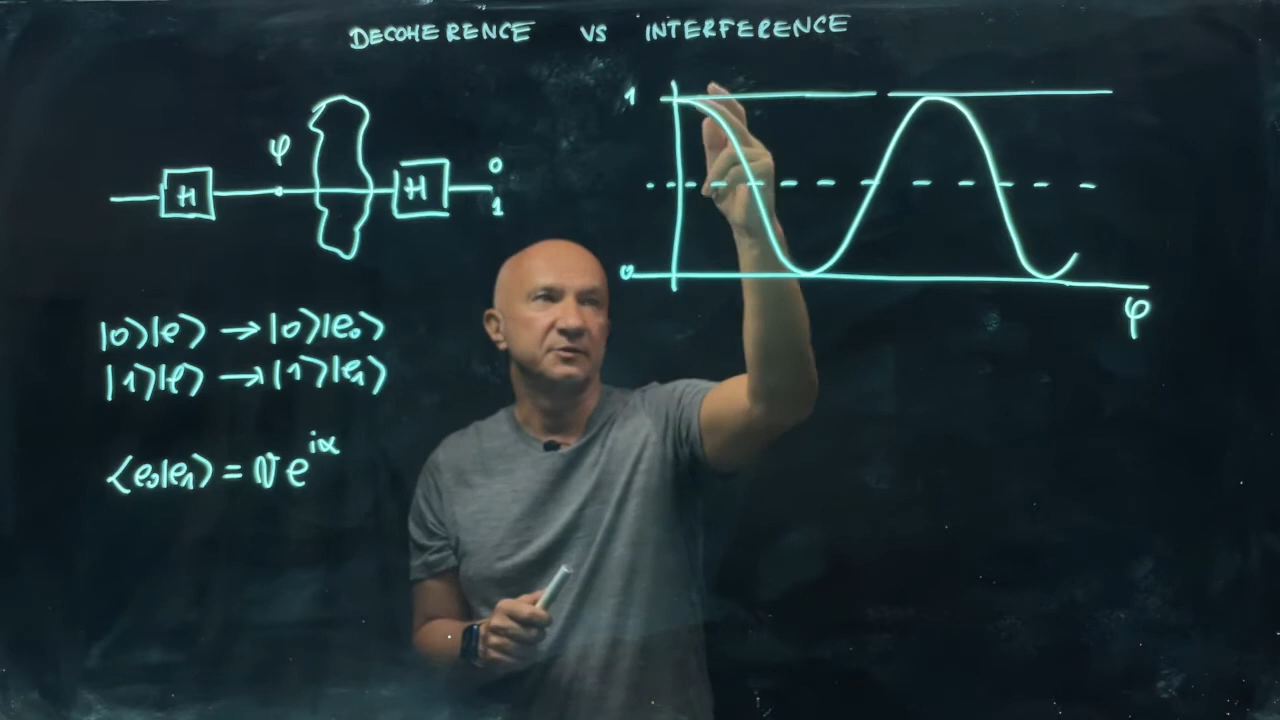 DECOHERENCE VS INTERFERENCE
φ
H H
0
1
|0⟩|e⟩ → |0⟩|e₀⟩
|1⟩|e⟩ → |1⟩|e₁⟩
⟨e₀|e₁⟩ = v e^{iα}
1
0
φ